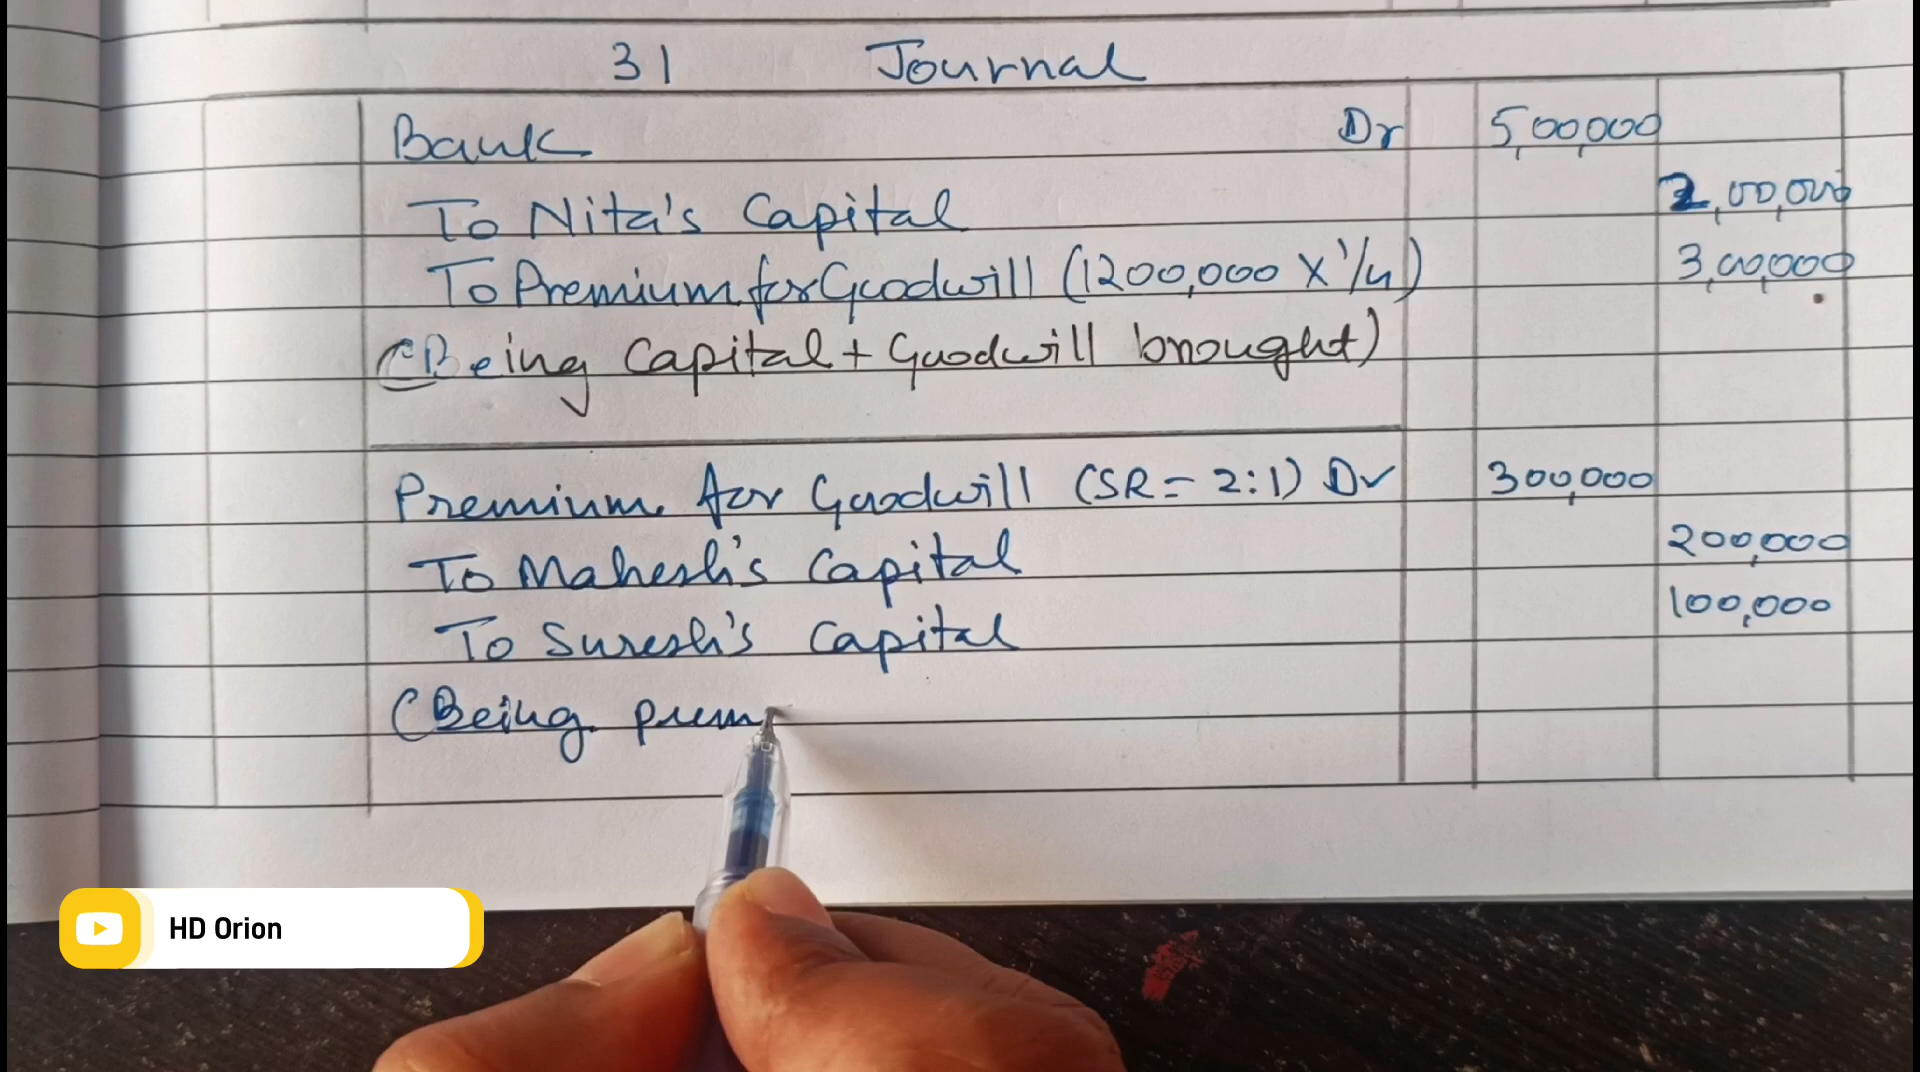 31 Journal
Bank Dr 5,00,000
To Nita's Capital 2,00,000
To Premium for Goodwill (1200,000 X 1/4) 3,00,000
(Being Capital + Goodwill brought)
Premium for Goodwill (SR = 2:1) Dr 300,000
To Mahesh's Capital 200,000
To Suresh's Capital 100,000
(Being prem
HD Orion